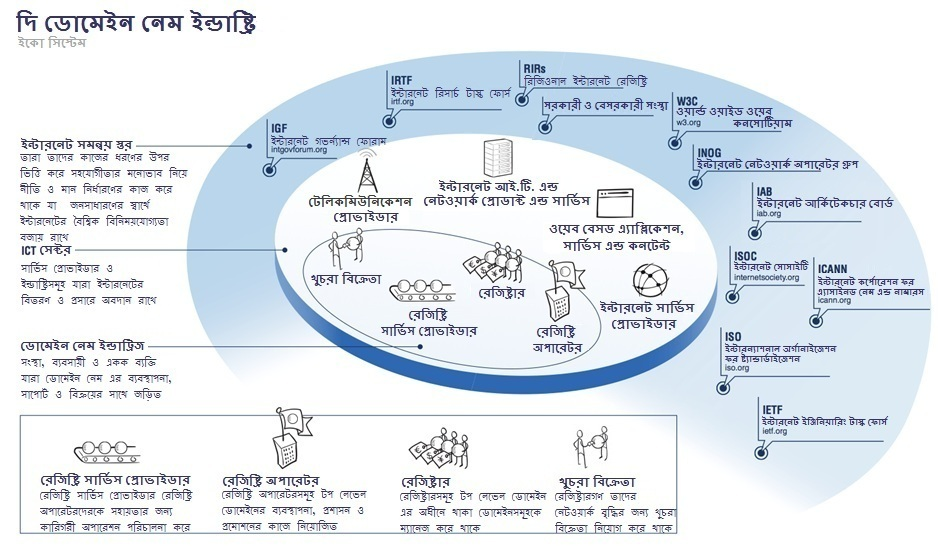 দি ডোমেইন নেম ইন্ডাষ্ট্রি
ইকো সিস্টেম
IRTF
ইন্টারনেট রিসার্চ টাস্ক ফোর্স
irtf.org
RIRs
রিজিওনাল ইন্টারনেট রেজিষ্ট্রি
সরকারী ও বেসরকারী সংস্থা
W3C
ওয়ার্ল্ড ওয়াইড ওয়েব
w3.org কনসোটিয়াম
IGF
ইন্টারনেট গভর্ন্যান্স ফোরাম
intgovforum.org
INOG
ইন্টারনেট নেটওয়ার্ক অপারেটর গ্রুপ
IAB
ইন্টারনেট আর্কিটেকচার বোর্ড
iab.org
ISOC
ইন্টারনেট সোসাইটি
internetsociety.org
ICANN
ইন্টারনেট কর্পোরেশন ফর
এ্যাসাইনড নেম এন্ড নাম্বারস
icann.org
ISO
ইন্টারন্যাশনাল অর্গানাইজেশন
ফর ষ্ট্যান্ডার্ডাইজেশন
iso.org
IETF
ইন্টারনেট ইঞ্জিনিয়ারিং টাস্ক ফোর্স
ietf.org
ইন্টারনেট সমন্বয় স্তর
তারা তাদের কাজের ধরণের উপর
ভিত্তি করে সহযোগীতার মনোভাব নিয়ে
নীতি ও মান নির্ধারণের কাজ করে
থাকে যা জনসাধারণের স্বার্থে
ইন্টারনেটের বৈশ্বিক বিনিময়যোগ্যতা
বজায় রাখে
ICT সেক্টর
সার্ভিস প্রোভাইডার ও
ইন্ডাষ্ট্রিসমূহ যারা ইন্টারনেটের
বিতরণ ও প্রসারে অবদান রাখে
ডোমেইন নেম ইন্ডাট্রিজ
সংস্থা, ব্যবসায়ী ও একক ব্যক্তি
যারা ডোমেইন নেম এর ব্যবস্থাপনা,
সাপোর্ট ও বিক্রয়ের সাথে জড়িত
টেলিকমিউনিকেশন
প্রোভাইডার
ইন্টারনেট আই.টি. এন্ড
নেটওয়ার্ক প্রোডাক্ট এন্ড সার্ভিস
ওয়েব বেসড এ্যাপ্লিকেশন,
সার্ভিস এন্ড কনটেন্ট
খুচরা বিক্রেতা
রেজিষ্ট্রার
রেজিষ্ট্রি
সার্ভিস প্রোভাইডার
রেজিষ্ট্রি
অপারেটর
ইন্টারনেট সার্ভিস
প্রোভাইডার
রেজিষ্ট্রি সার্ভিস প্রোভাইডার
রেজিষ্ট্রি সার্ভিস প্রোভাইডার রেজিষ্ট্রি
অপারেটরদেরকে সহায়তার জন্য
কারিগরী অপারেশন পরিচালনা করে
রেজিষ্ট্রি অপারেটর
রেজিষ্ট্রি অপারেটরসমূহ টপ লেভেল
ডোমেইনের ব্যবস্থাপনা, প্রশাসন ও
প্রমোশনের কাজে নিয়োজিত
রেজিষ্ট্রার
রেজিষ্ট্রারসমূহ টপ লেভেল ডোমেইন
এর অধীনে থাকা ডোমেইনসমূহকে
ম্যানেজ করে থাকে
খুচরা বিক্রেতা
রেজিষ্ট্রারগন তাদের
নেটওয়ার্ক বৃদ্ধির জন্য খুচরা
বিক্রেতা নিয়োগ করে থাকে